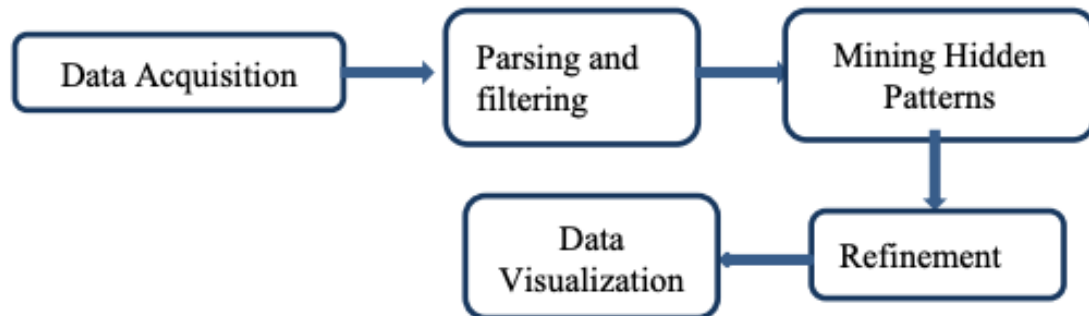 Data Acquisition
Parsing and
filtering
Mining Hidden
Patterns
Refinement
Data
Visualization